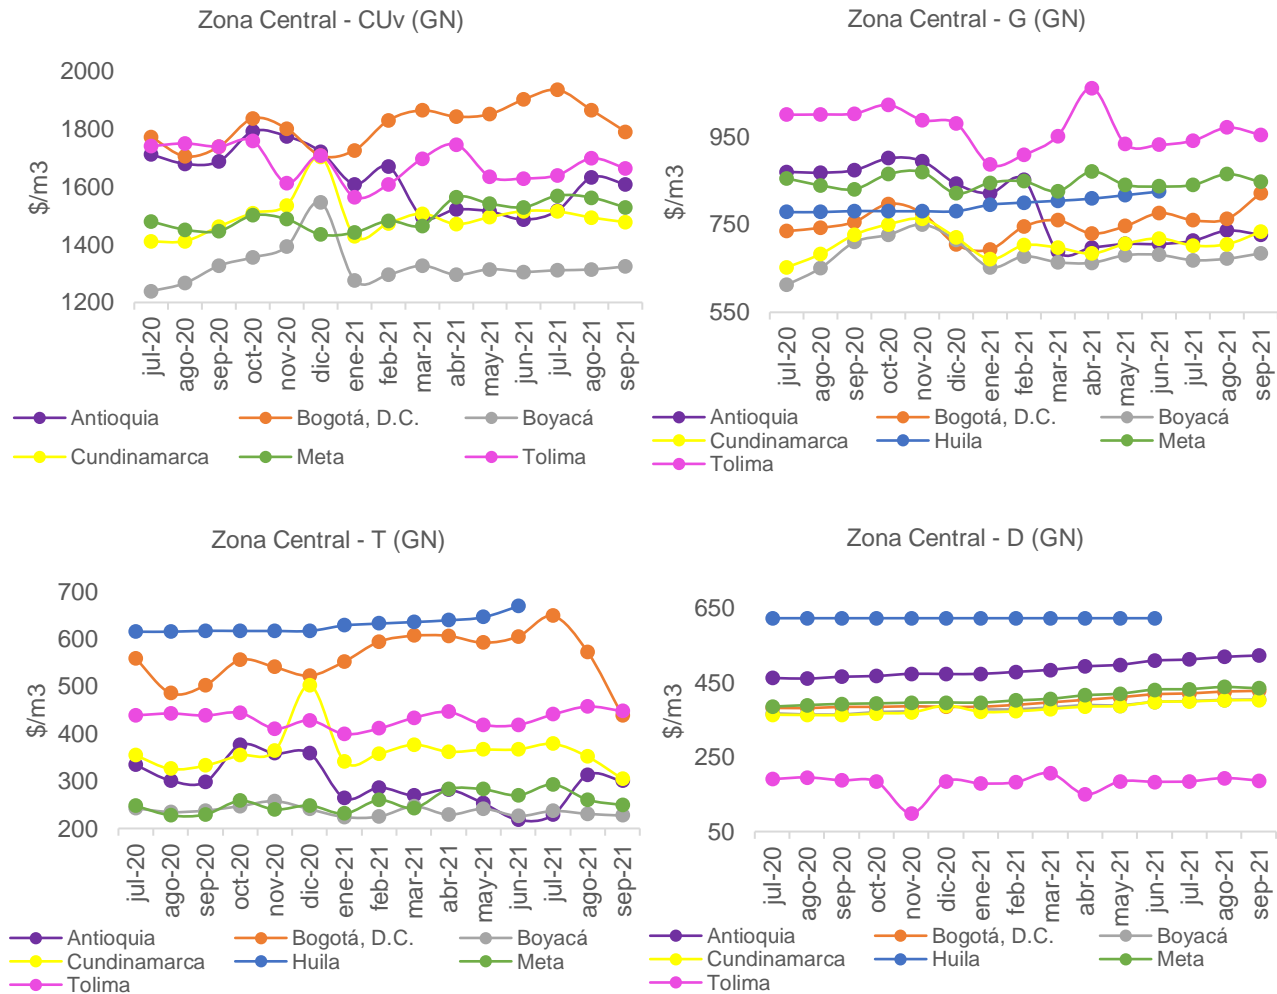 Zona Central - CUv (GN)
$/m3
2000
1800
1600
1400
1200
jul-20
ago-20
sep-20
oct-20
nov-20
dic-20
ene-21
feb-21
mar-21
abr-21
may-21
jun-21
jul-21
ago-21
sep-21
Antioquia Bogotá, D.C. Boyacá
Cundinamarca Meta Tolima
Zona Central - G (GN)
$/m3
950
750
550
jul-20
ago-20
sep-20
oct-20
nov-20
dic-20
ene-21
feb-21
mar-21
abr-21
may-21
jun-21
jul-21
ago-21
sep-21
Antioquia Bogotá, D.C. Boyacá
Cundinamarca Huila Meta
Tolima
Zona Central - T (GN)
$/m3
700
600
500
400
300
200
jul-20
ago-20
sep-20
oct-20
nov-20
dic-20
ene-21
feb-21
mar-21
abr-21
may-21
jun-21
jul-21
ago-21
sep-21
Antioquia Bogotá, D.C. Boyacá
Cundinamarca Huila Meta
Tolima
Zona Central - D (GN)
$/m3
650
450
250
50
jul-20
ago-20
sep-20
oct-20
nov-20
dic-20
ene-21
feb-21
mar-21
abr-21
may-21
jun-21
jul-21
ago-21
sep-21
Antioquia Bogotá, D.C. Boyacá
Cundinamarca Huila Meta
Tolima